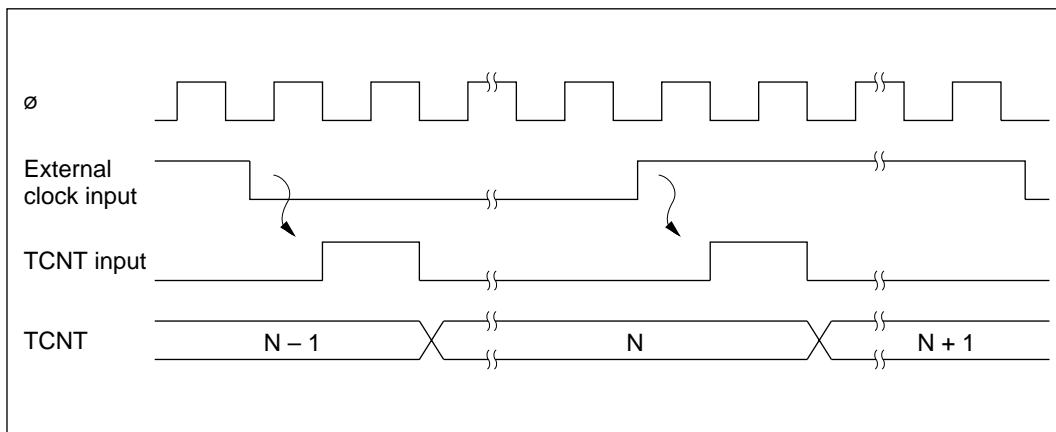 ø
External
clock input
TCNT input
TCNT
N – 1
N
N + 1